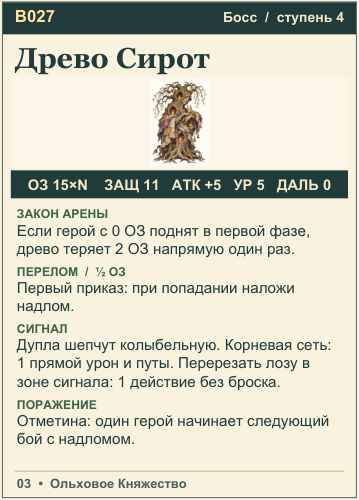 B027
Босс / ступень 4
Древо Сирот
ОЗ 15×N ЗАЩ 11 АТК +5 УР 5 ДАЛЬ 0
ЗАКОН АРЕНЫ
Если герой с 0 ОЗ поднят в первой фазе,
древо теряет 2 ОЗ напрямую один раз.
ПЕРЕЛОМ / ½ ОЗ
Первый приказ: при попадании наложи
надлом.
СИГНАЛ
Дупла шепчут колыбельную. Корневая сеть:
1 прямой урон и путы. Перерезать лозу в
зоне сигнала: 1 действие без броска.
ПОРАЖЕНИЕ
Отметина: один герой начинает следующий
бой с надломом.
03 • Ольховое Княжество